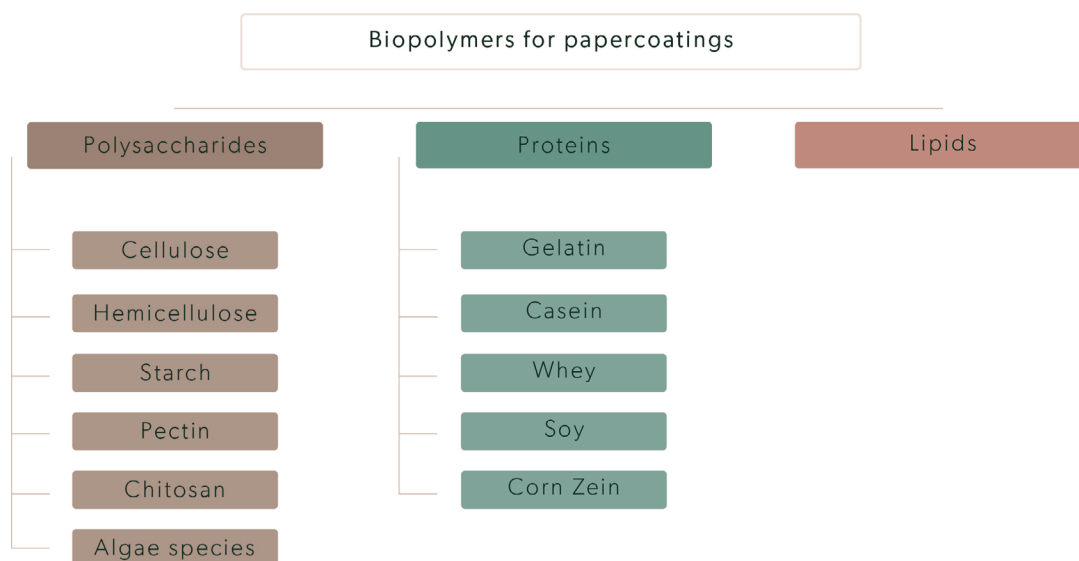 Biopolymers for papercoatings
Polysaccharides
Cellulose
Hemicellulose
Starch
Pectin
Chitosan
Algae species
Proteins
Gelatin
Casein
Whey
Soy
Corn Zein
Lipids